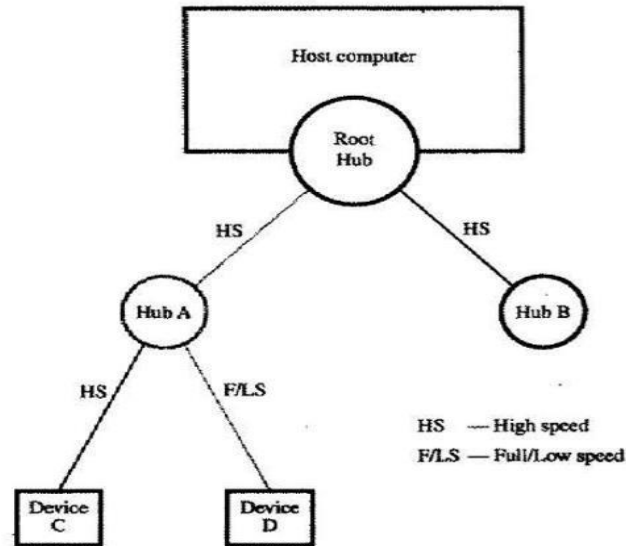 Host computer
Root
Hub
HS
HS
Hub A
Hub B
HS
F/LS
HS — High speed
F/LS — Full/Low speed
Device
C
Device
D